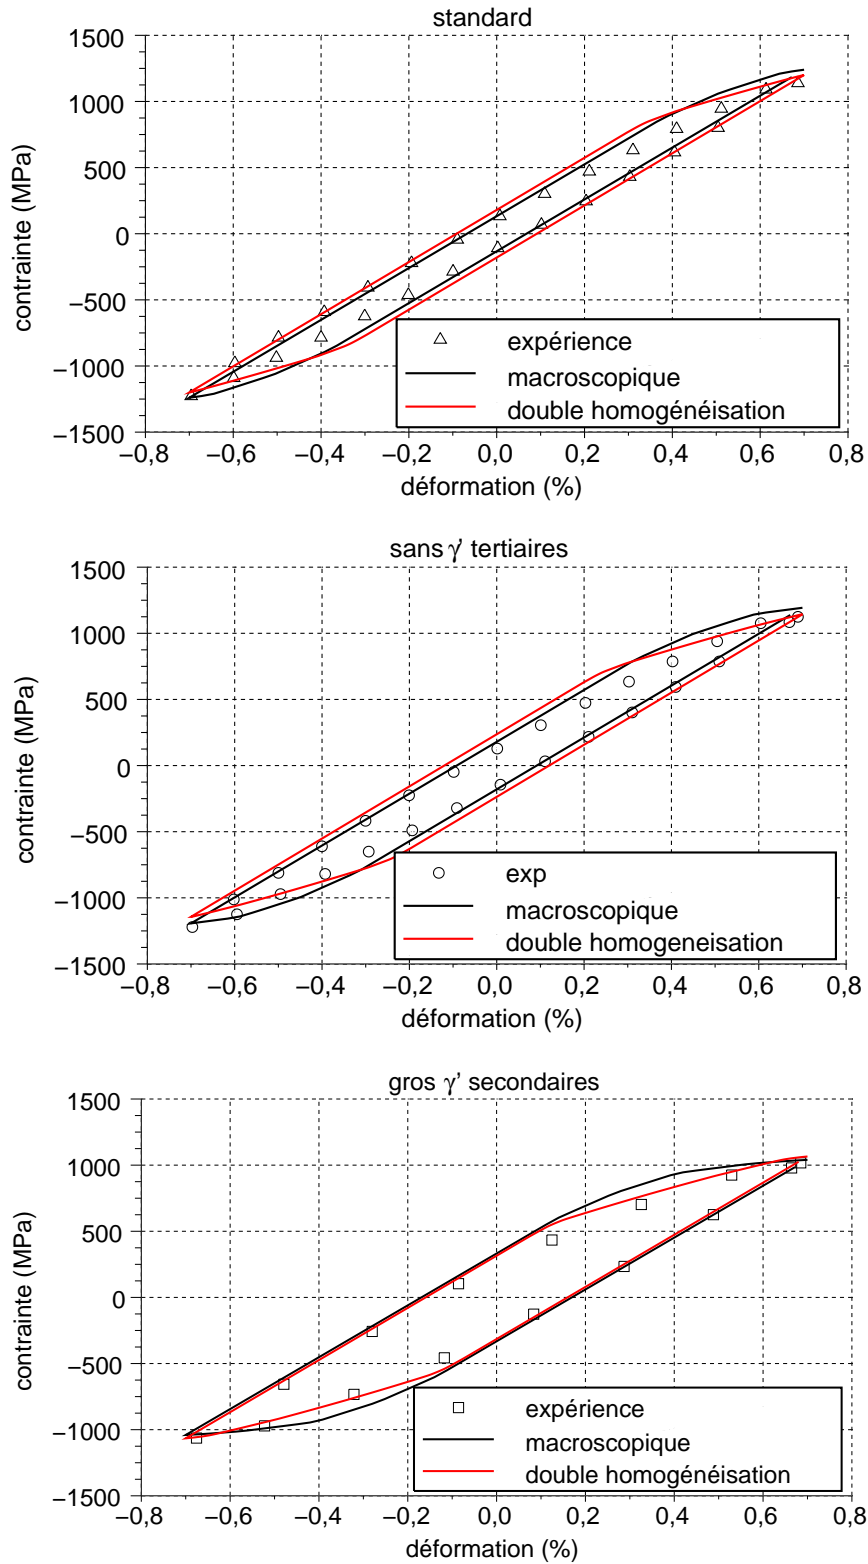 standard
1500
1000
500
0
−500
−1000
−1500
contrainte (MPa)
expérience
macroscopique
double homogénéisation
−0,8 −0,6 −0,4 −0,2 0,0 0,2 0,4 0,6 0,8
déformation (%)
sans γ' tertiaires
1500
1000
500
0
−500
−1000
−1500
contrainte (MPa)
exp
macroscopique
double homogeneisation
−0,8 −0,6 −0,4 −0,2 0,0 0,2 0,4 0,6 0,8
déformation (%)
gros γ' secondaires
1500
1000
500
0
−500
−1000
−1500
contrainte (MPa)
expérience
macroscopique
double homogénéisation
−0,8 −0,6 −0,4 −0,2 0,0 0,2 0,4 0,6 0,8
déformation (%)